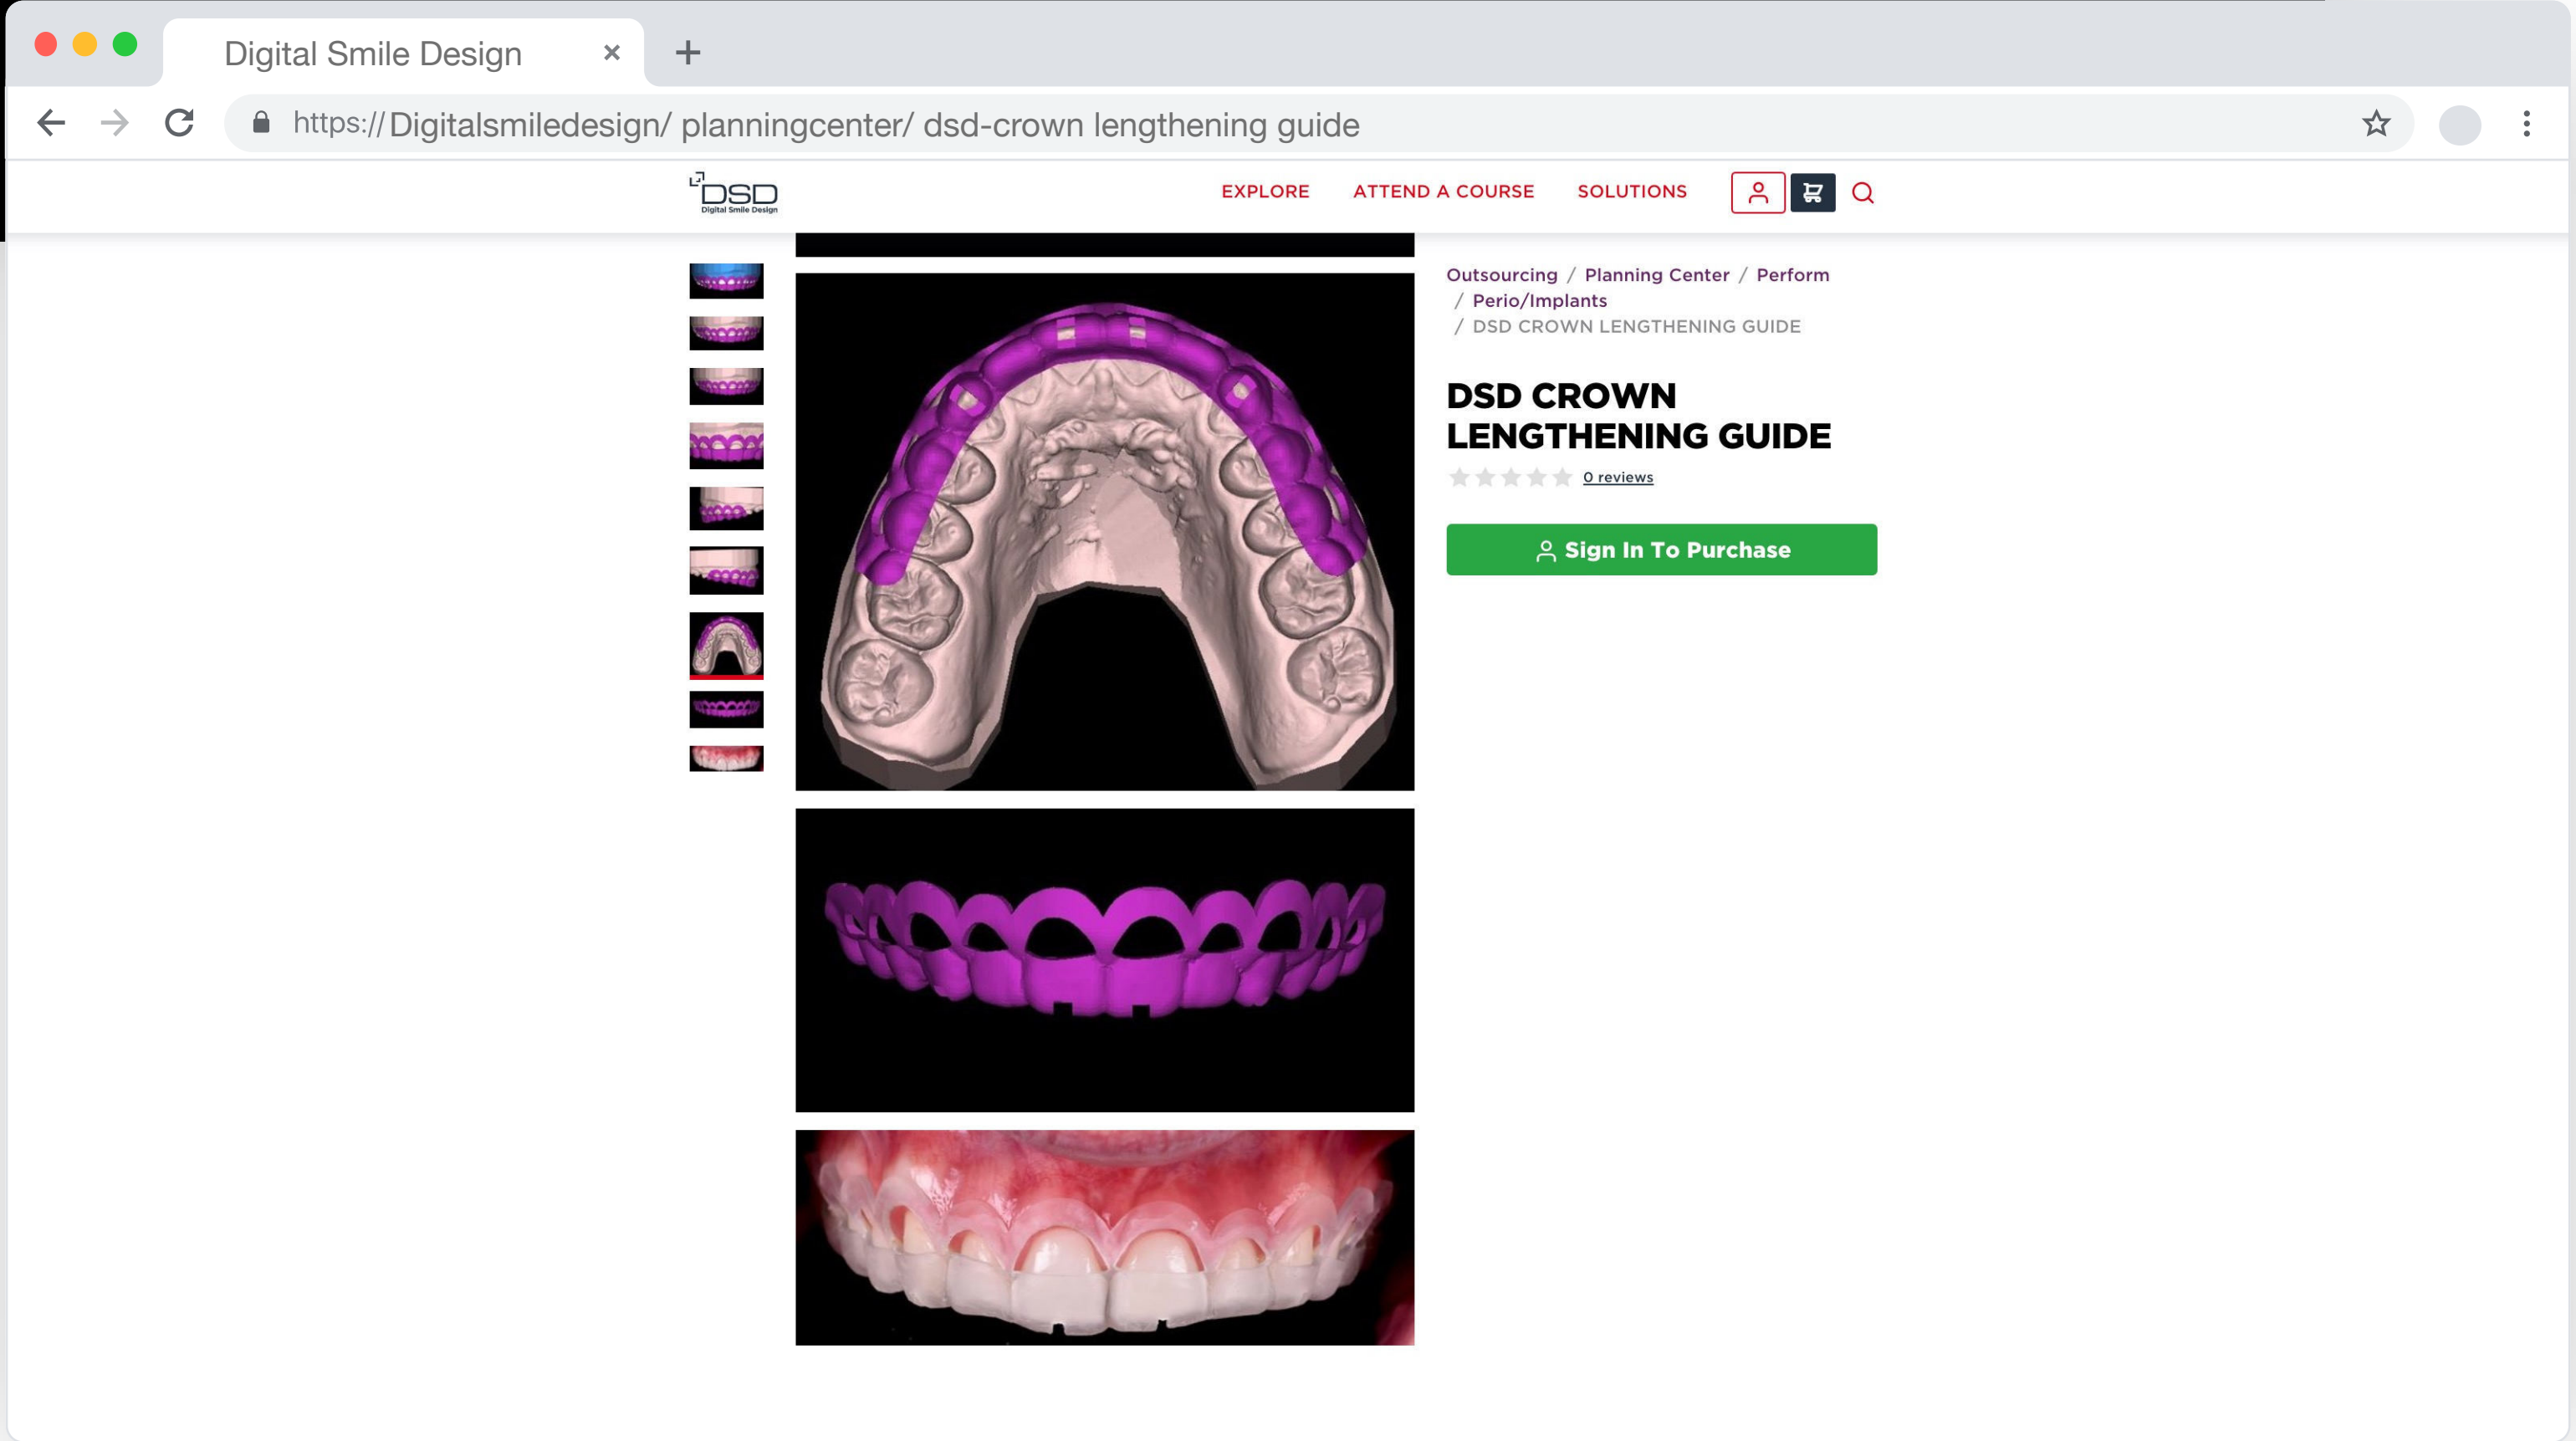 Digital Smile Design
https://Digitalsmiledesign/ planningcenter/ dsd-crown lengthening guide
DSD
Digital Smile Design
EXPLORE ATTEND A COURSE SOLUTIONS
Outsourcing / Planning Center / Perform
/ Perio/Implants
/ DSD CROWN LENGTHENING GUIDE
DSD CROWN
LENGTHENING GUIDE
0 reviews
Sign In To Purchase